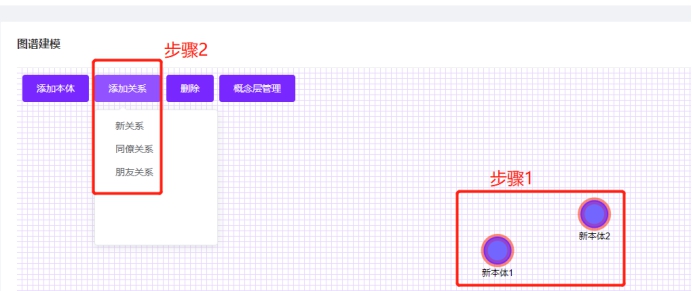 图谱建模
步骤2
添加本体 添加关系 删除 概念层管理
新关系
同僚关系
朋友关系
步骤1
新本体2
新本体1